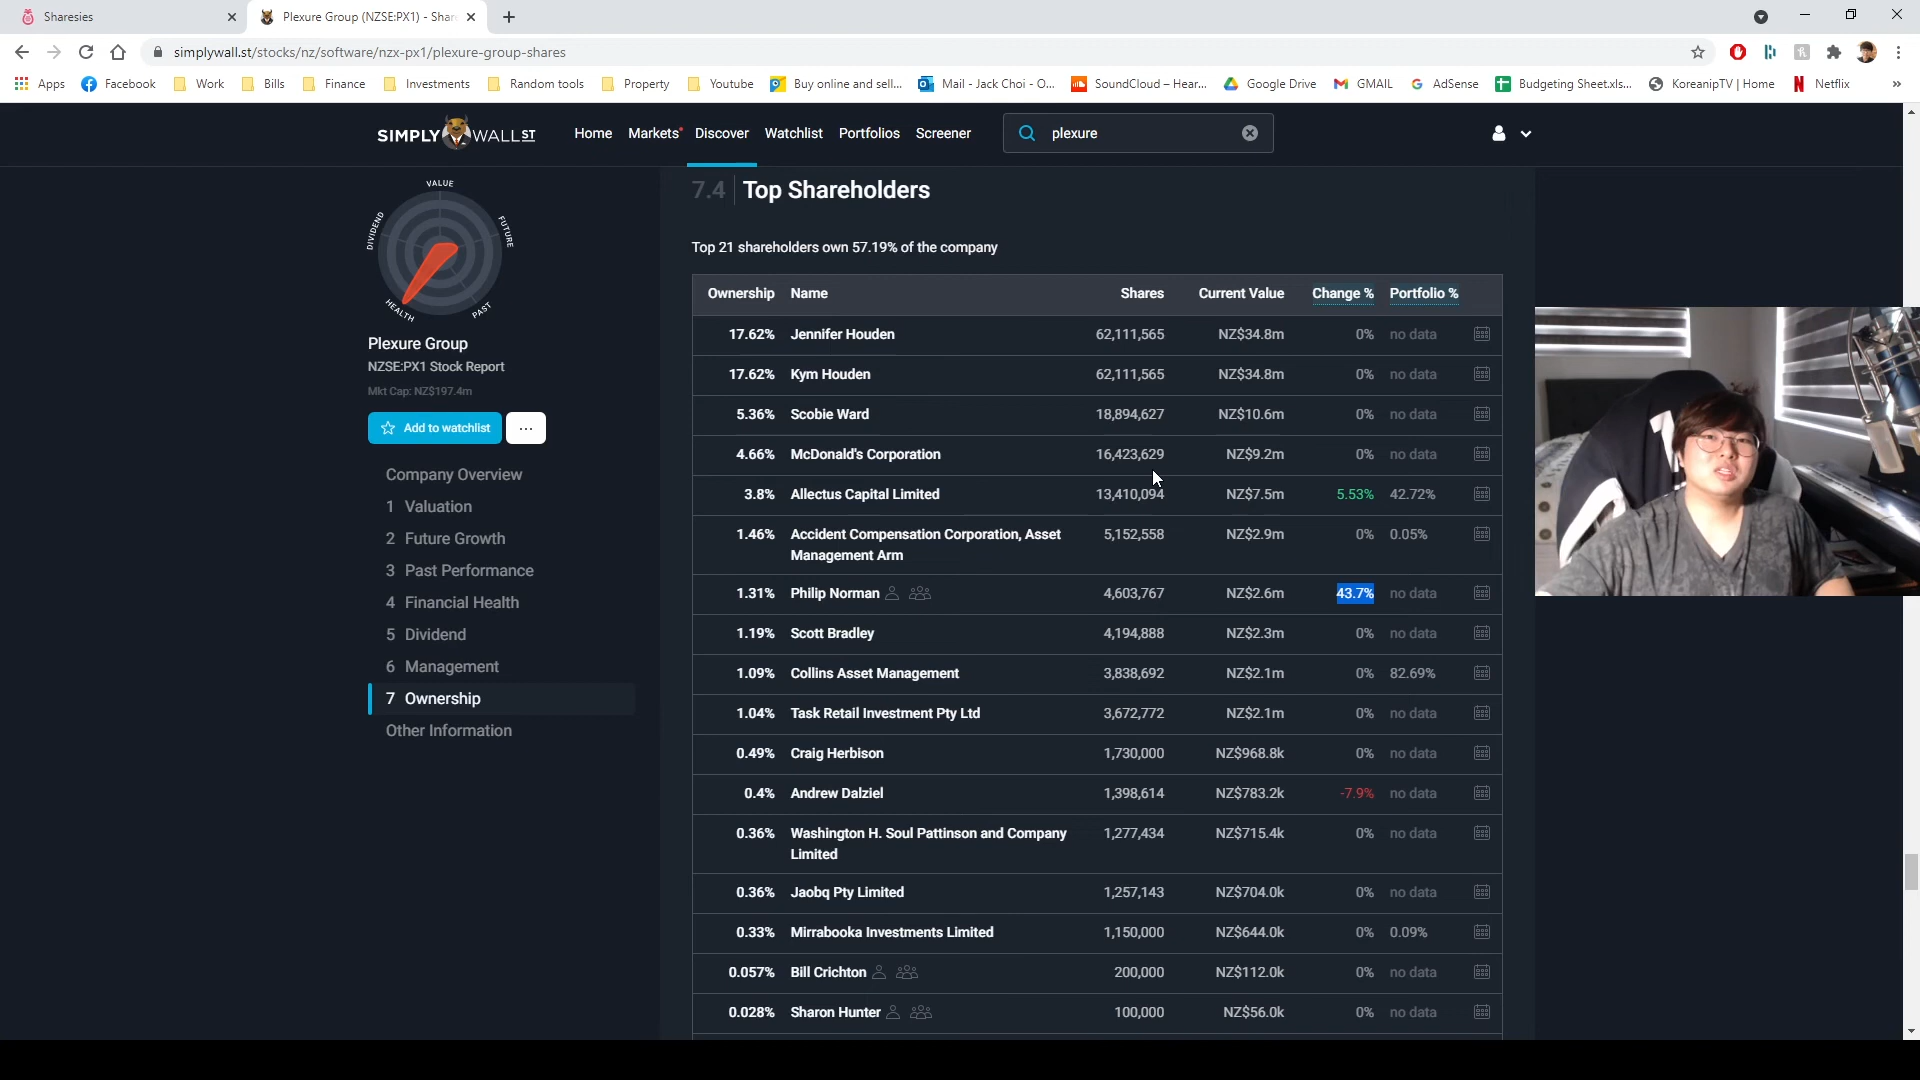 Sharesies
Plexure Group (NZSE:PX1) - Shar
simplywall.st/stocks/nz/software/nzx-px1/plexure-group-shares
Apps Facebook Work Bills Finance Investments Random tools Property Youtube Buy online and sell... Mail - Jack Choi - O... SoundCloud – Hear... Google Drive GMAIL AdSense Budgeting Sheet.xls... KoreanipTV | Home Netflix »
SIMPLY WALL ST Home Markets Discover Watchlist Portfolios Screener plexure
VALUE
FUTURE
PAST
HEALTH
DIVIDEND
Plexure Group
NZSE:PX1 Stock Report
Mkt Cap: NZ$197.4m
Add to watchlist ...
Company Overview
1 Valuation
2 Future Growth
3 Past Performance
4 Financial Health
5 Dividend
6 Management
7 Ownership
Other Information
7.4 Top Shareholders
Top 21 shareholders own 57.19% of the company
Ownership Name Shares Current Value Change % Portfolio %
17.62% Jennifer Houden 62,111,565 NZ$34.8m 0% no data
17.62% Kym Houden 62,111,565 NZ$34.8m 0% no data
5.36% Scobie Ward 18,894,627 NZ$10.6m 0% no data
4.66% McDonald's Corporation 16,423,629 NZ$9.2m 0% no data
3.8% Allectus Capital Limited 13,410,094 NZ$7.5m 5.53% 42.72%
1.46% Accident Compensation Corporation, Asset 5,152,558 NZ$2.9m 0% 0.05%
Management Arm
1.31% Philip Norman 4,603,767 NZ$2.6m 43.7% no data
1.19% Scott Bradley 4,194,888 NZ$2.3m 0% no data
1.09% Collins Asset Management 3,838,692 NZ$2.1m 0% 82.69%
1.04% Task Retail Investment Pty Ltd 3,672,772 NZ$2.1m 0% no data
0.49% Craig Herbison 1,730,000 NZ$968.8k 0% no data
0.4% Andrew Dalziel 1,398,614 NZ$783.2k -7.9% no data
0.36% Washington H. Soul Pattinson and Company 1,277,434 NZ$715.4k 0% no data
Limited
0.36% Jaobq Pty Limited 1,257,143 NZ$704.0k 0% no data
0.33% Mirrabooka Investments Limited 1,150,000 NZ$644.0k 0% 0.09%
0.057% Bill Crichton 200,000 NZ$112.0k 0% no data
0.028% Sharon Hunter 100,000 NZ$56.0k 0% no data